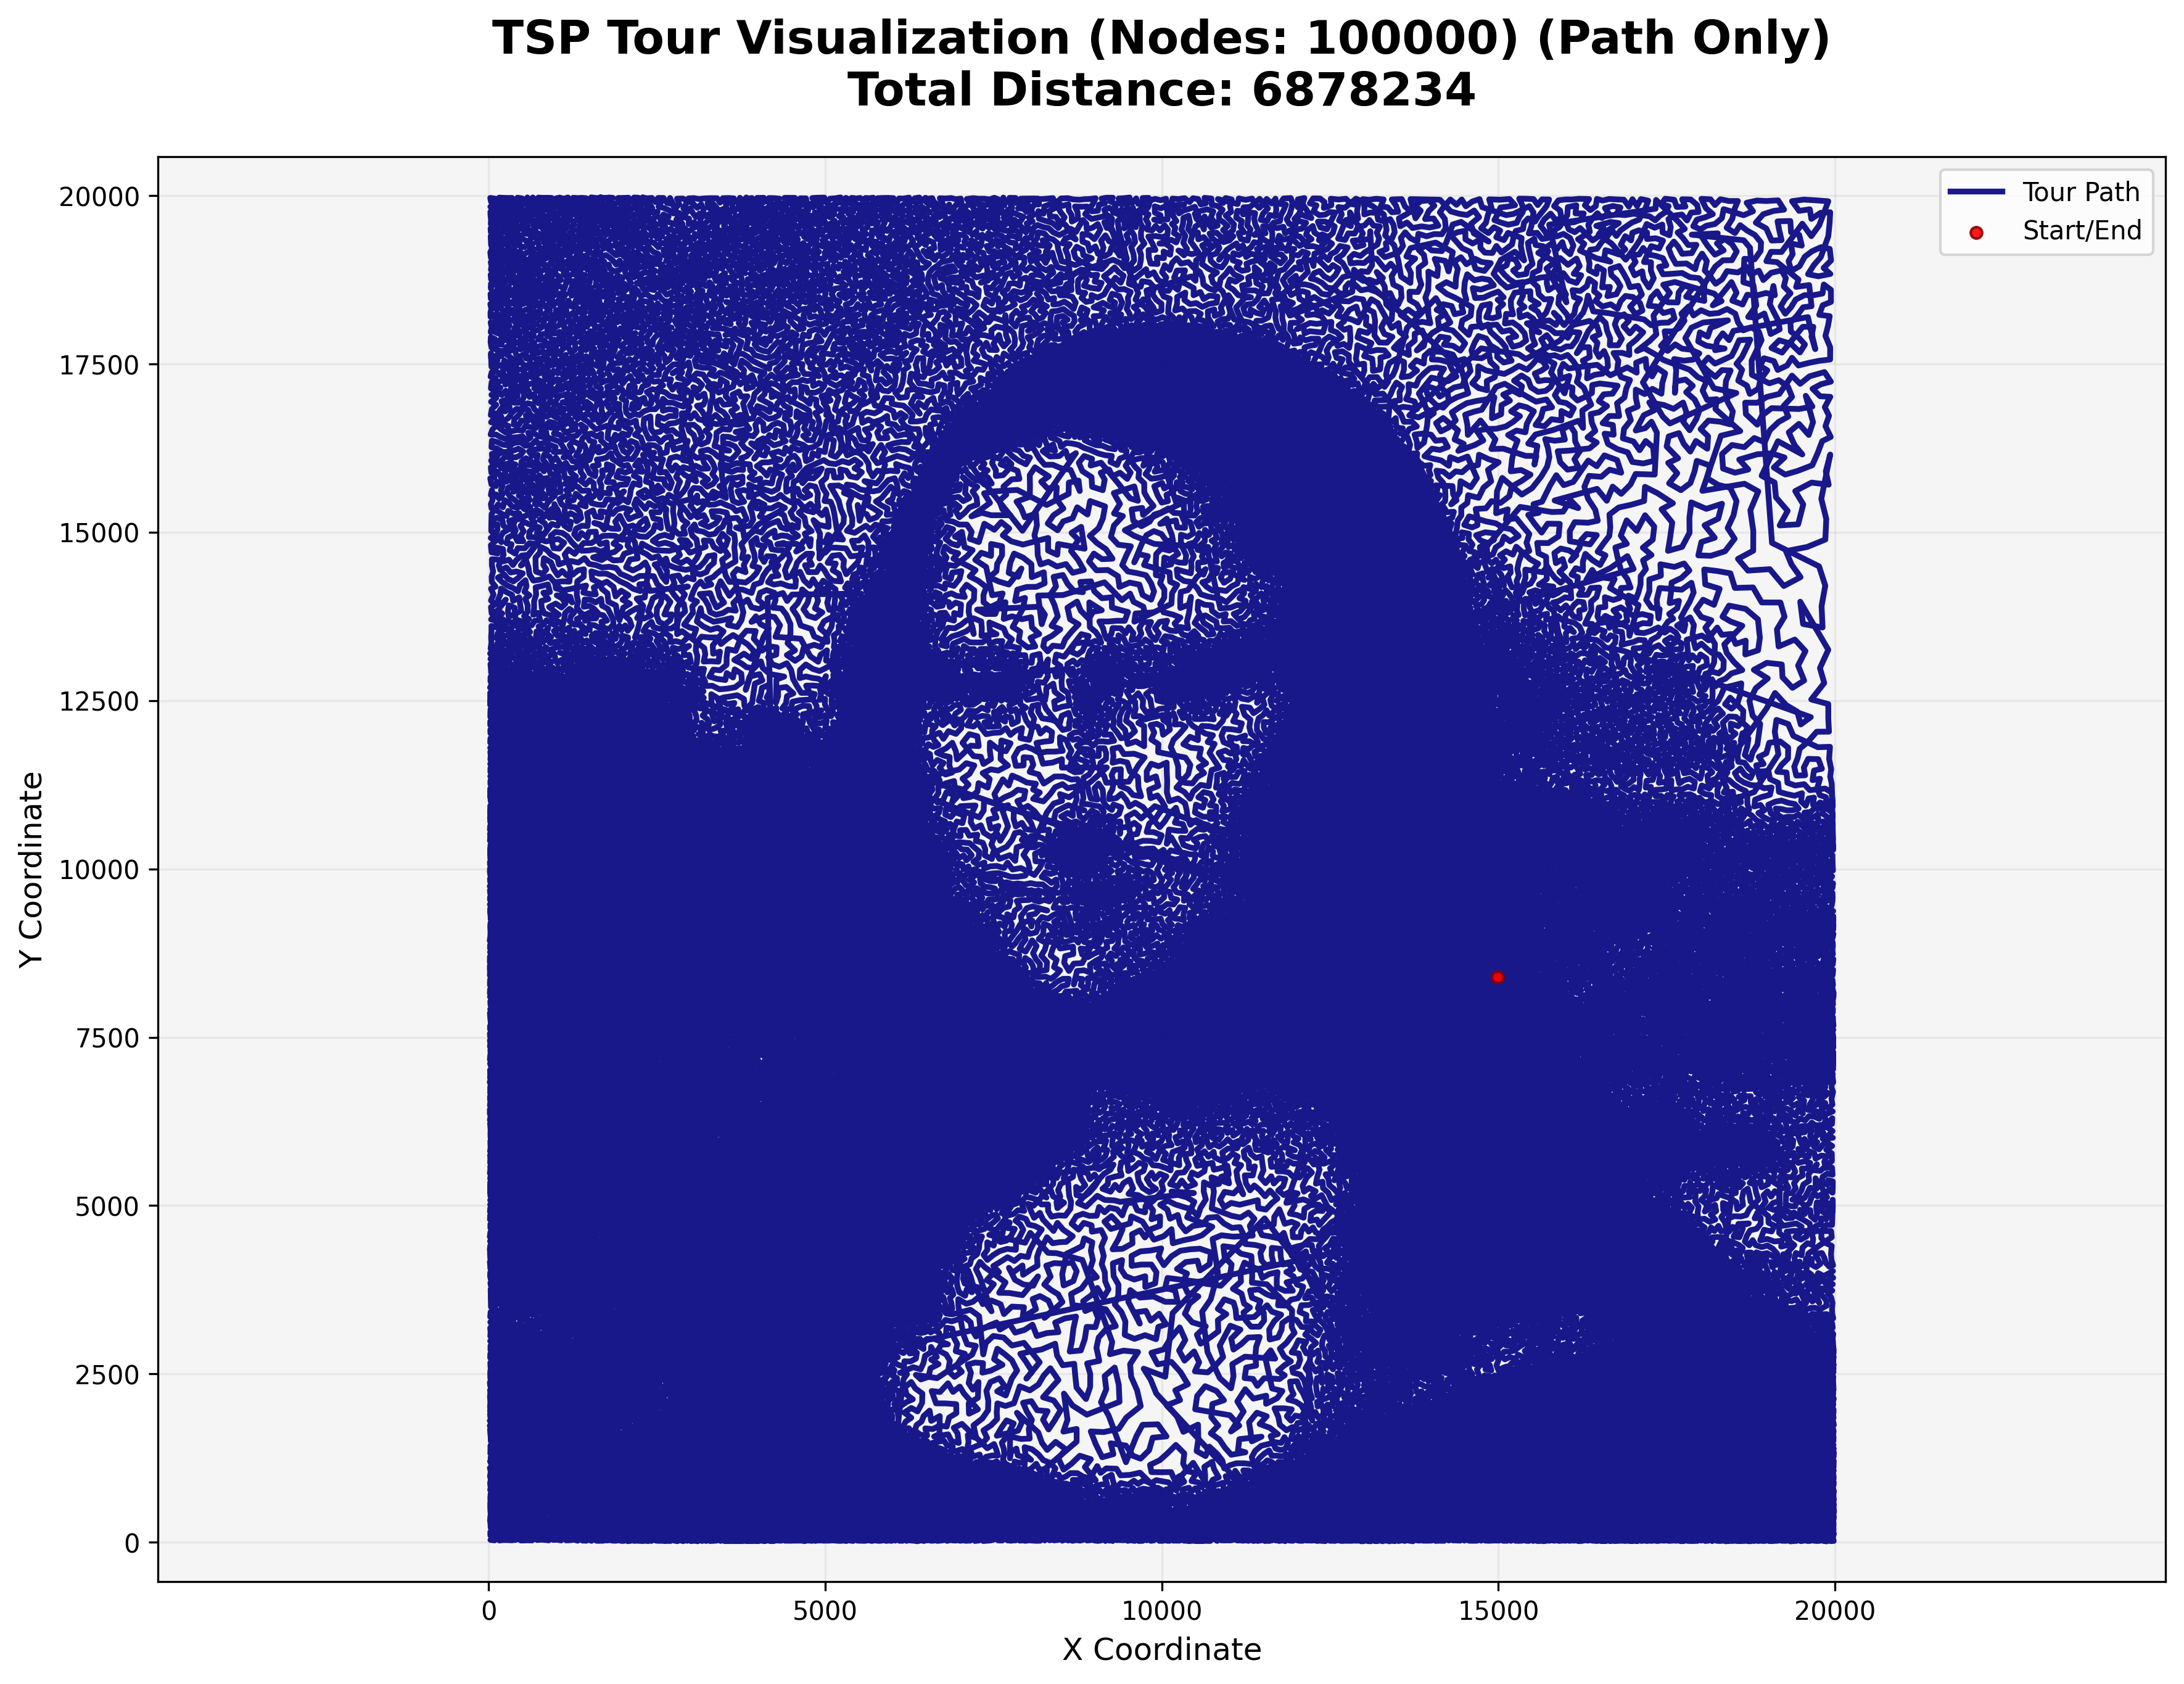 TSP Tour Visualization (Nodes: 100000) (Path Only)
Total Distance: 6878234
Tour Path
Start/End
20000
17500
15000
12500
10000
7500
5000
2500
0
Y Coordinate
0 5000 10000 15000 20000
X Coordinate